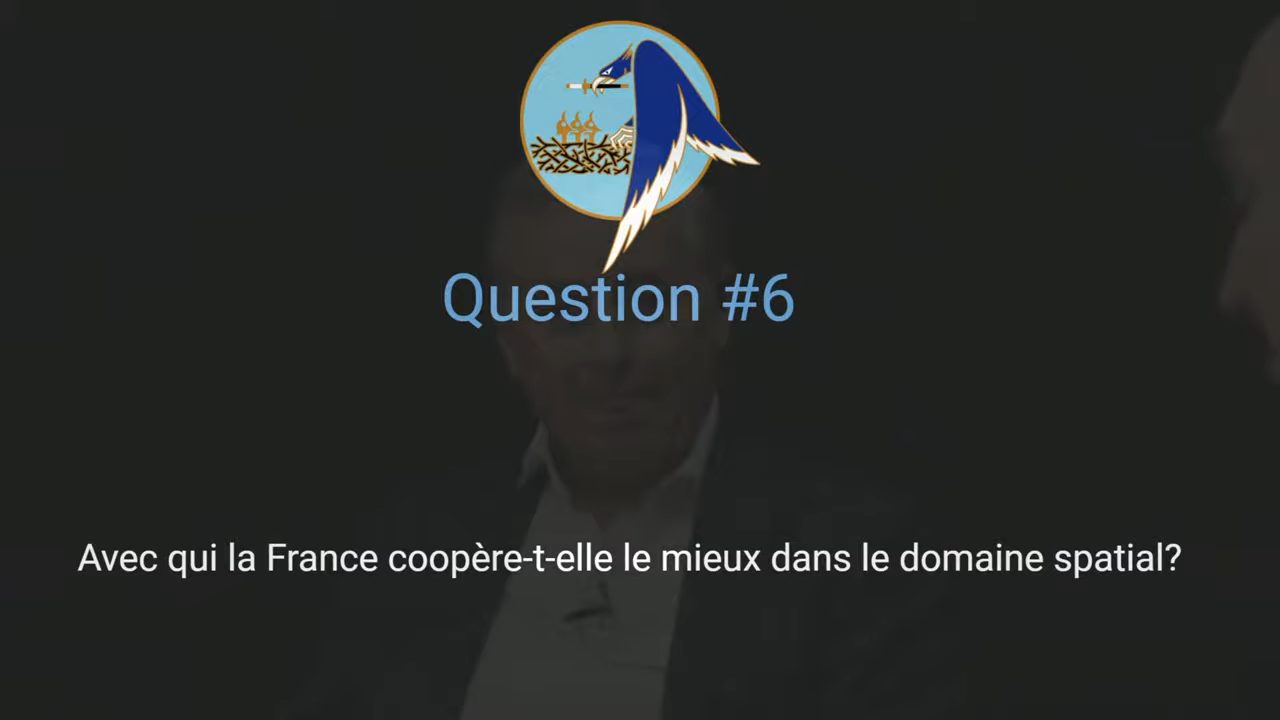 Question #6
Avec qui la France coopère-t-elle le mieux dans le domaine spatial?